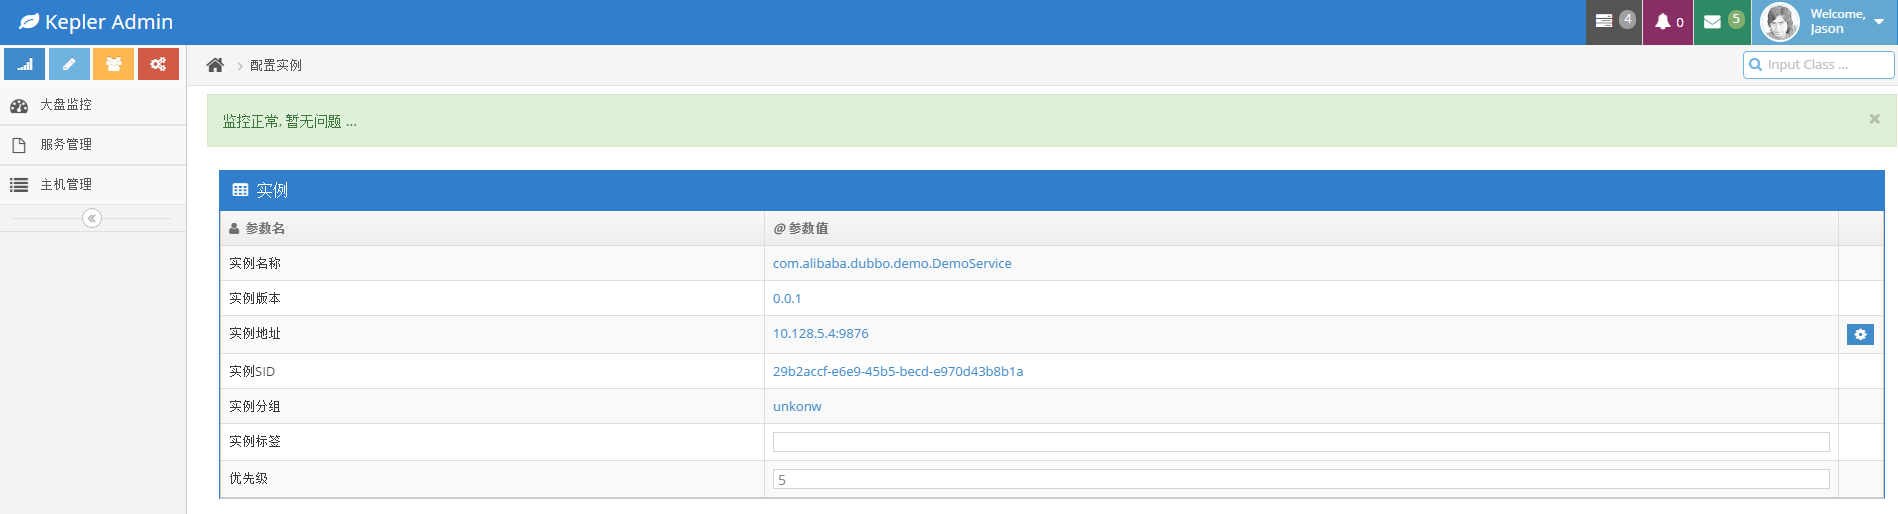 Kepler Admin
4
0
5
Welcome,
Jason
配置实例
Input Class ...
大盘监控
服务管理
主机管理
监控正常, 暂无问题 ...
×
实例
参数名
@ 参数值
实例名称
com.alibaba.dubbo.demo.DemoService
实例版本
0.0.1
实例地址
10.128.5.4:9876
实例SID
29b2accf-e6e9-45b5-becd-e970d43b8b1a
实例分组
unkonw
实例标签
优先级
5